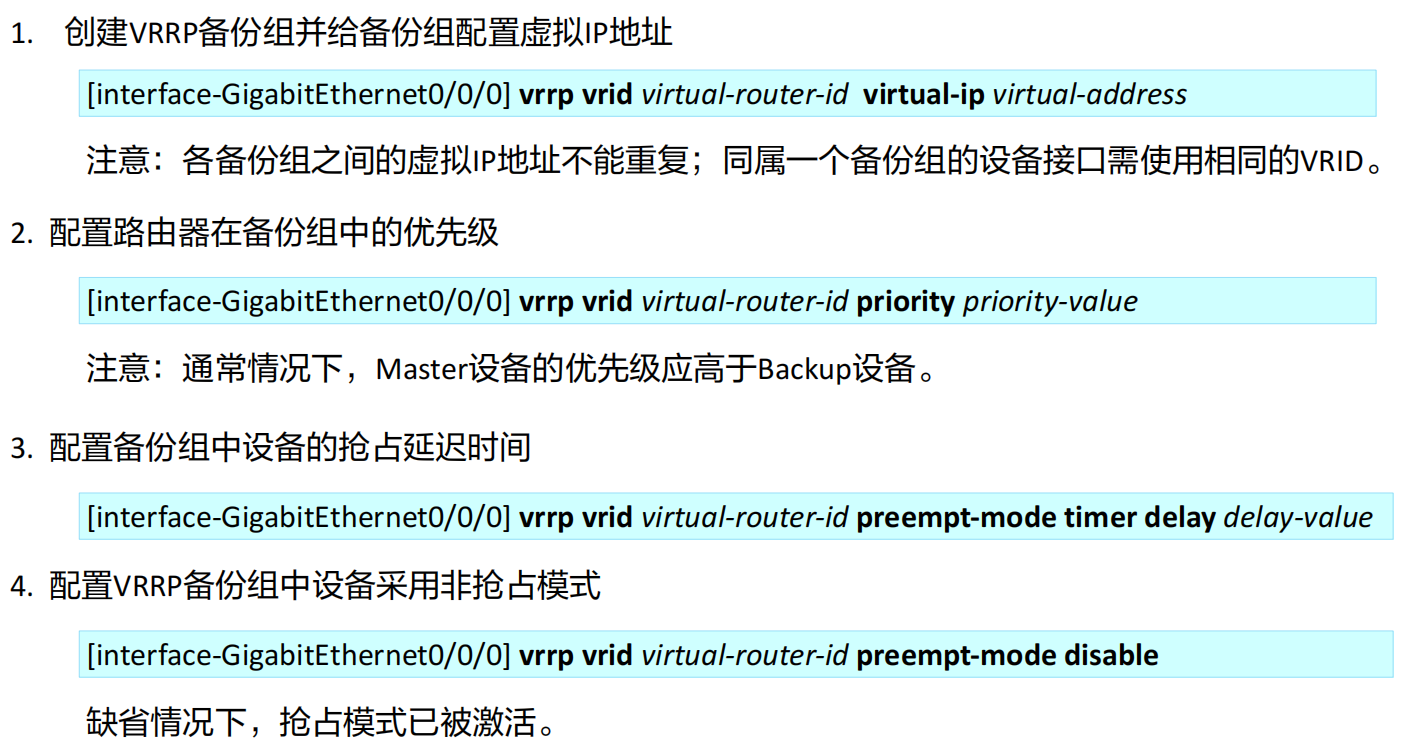 1. 创建VRRP备份组并给备份组配置虚拟IP地址
[interface-GigabitEthernet0/0/0] vrrp vrid virtual-router-id virtual-ip virtual-address
注意：各备份组之间的虚拟IP地址不能重复；同属一个备份组的设备接口需使用相同的VRID。
2. 配置路由器在备份组中的优先级
[interface-GigabitEthernet0/0/0] vrrp vrid virtual-router-id priority priority-value
注意：通常情况下，Master设备的优先级应高于Backup设备。
3. 配置备份组中设备的抢占延迟时间
[interface-GigabitEthernet0/0/0] vrrp vrid virtual-router-id preempt-mode timer delay delay-value
4. 配置VRRP备份组中设备采用非抢占模式
[interface-GigabitEthernet0/0/0] vrrp vrid virtual-router-id preempt-mode disable
缺省情况下，抢占模式已被激活。